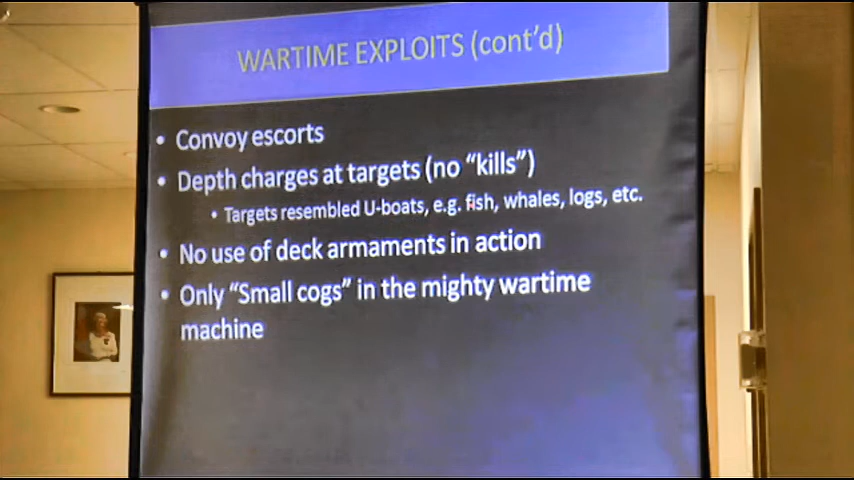 WARTIME EXPLOITS (cont'd)
• Convoy escorts
• Depth charges at targets (no “kills”)
• Targets resembled U-boats, e.g. fish, whales, logs, etc.
• No use of deck armaments in action
• Only “Small cogs” in the mighty wartime
machine